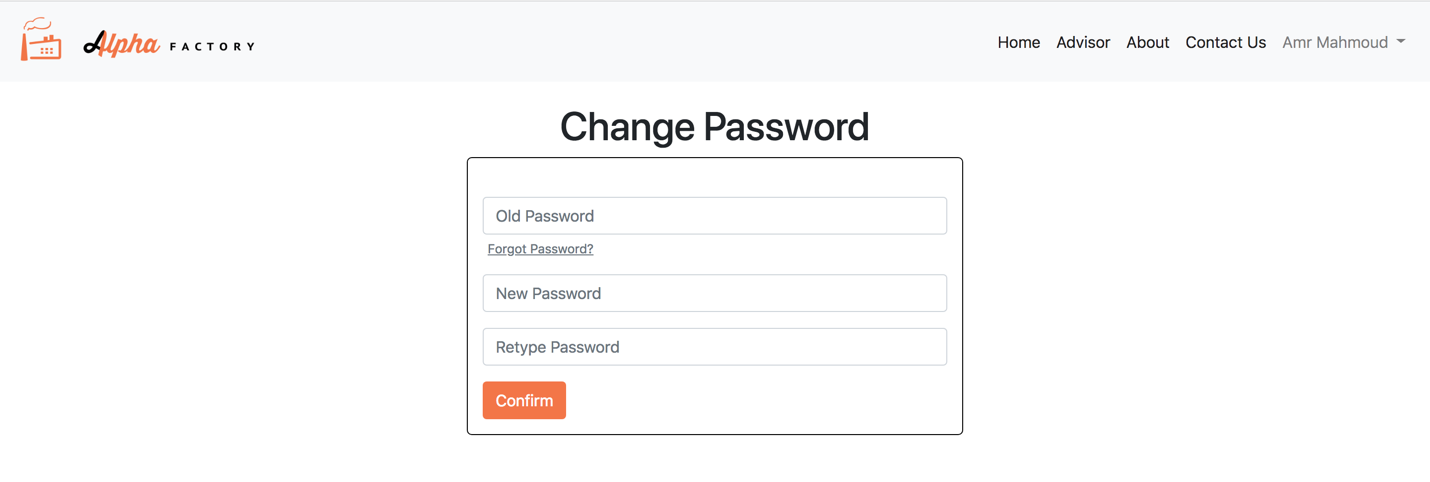 Alpha FACTORY
Home Advisor About Contact Us Amr Mahmoud
Change Password
Old Password
Forgot Password?
New Password
Retype Password
Confirm